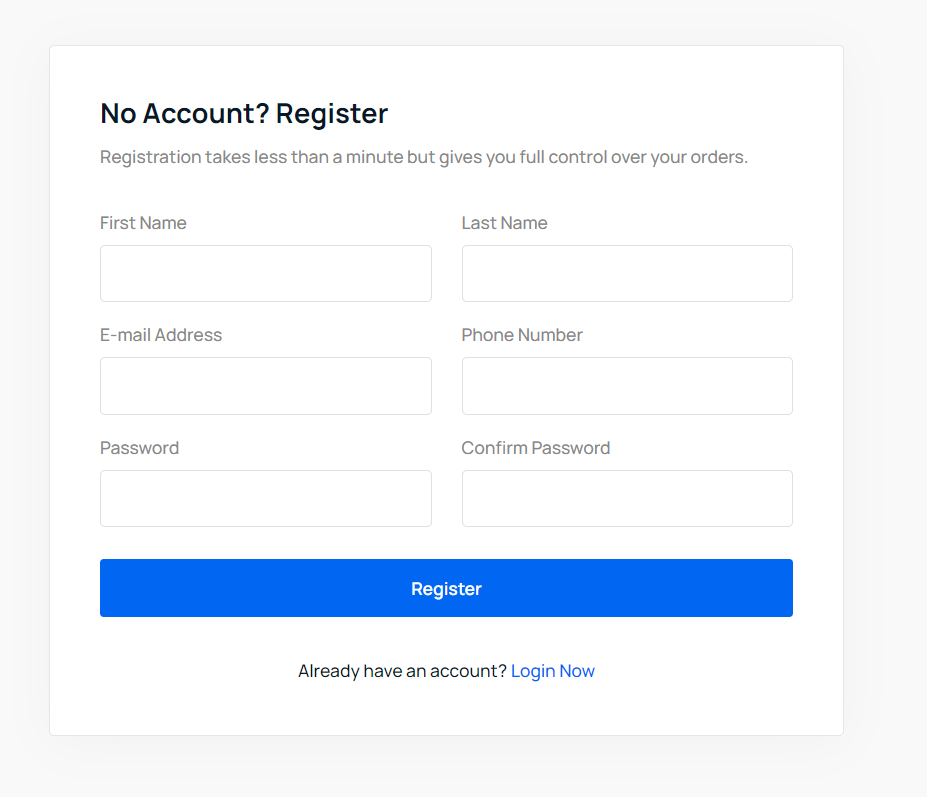 No Account? Register
Registration takes less than a minute but gives you full control over your orders.
First Name
Last Name
E-mail Address
Phone Number
Password
Confirm Password
Register
Already have an account? Login Now